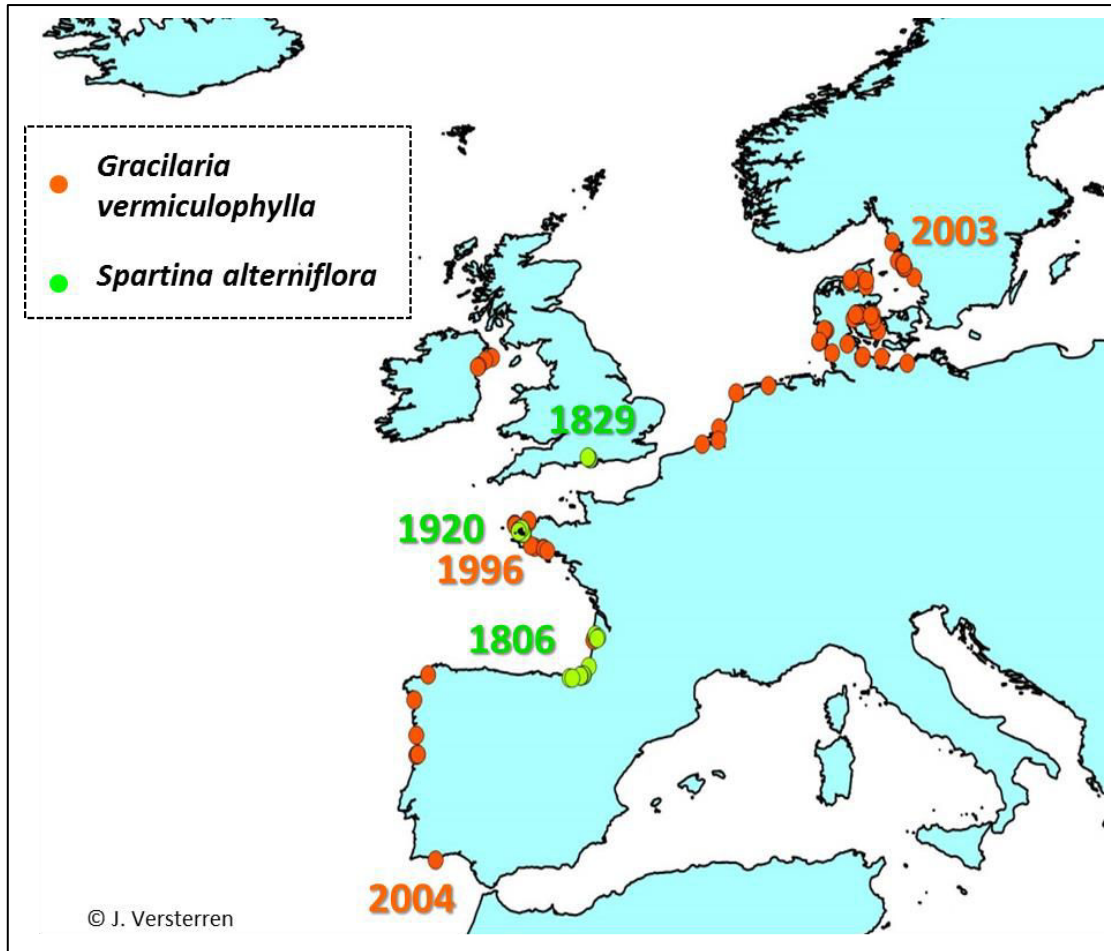 Gracilaria
vermiculophylla
Spartina alterniflora
2003
1829
1920
1996
1806
2004
© J. Versterren